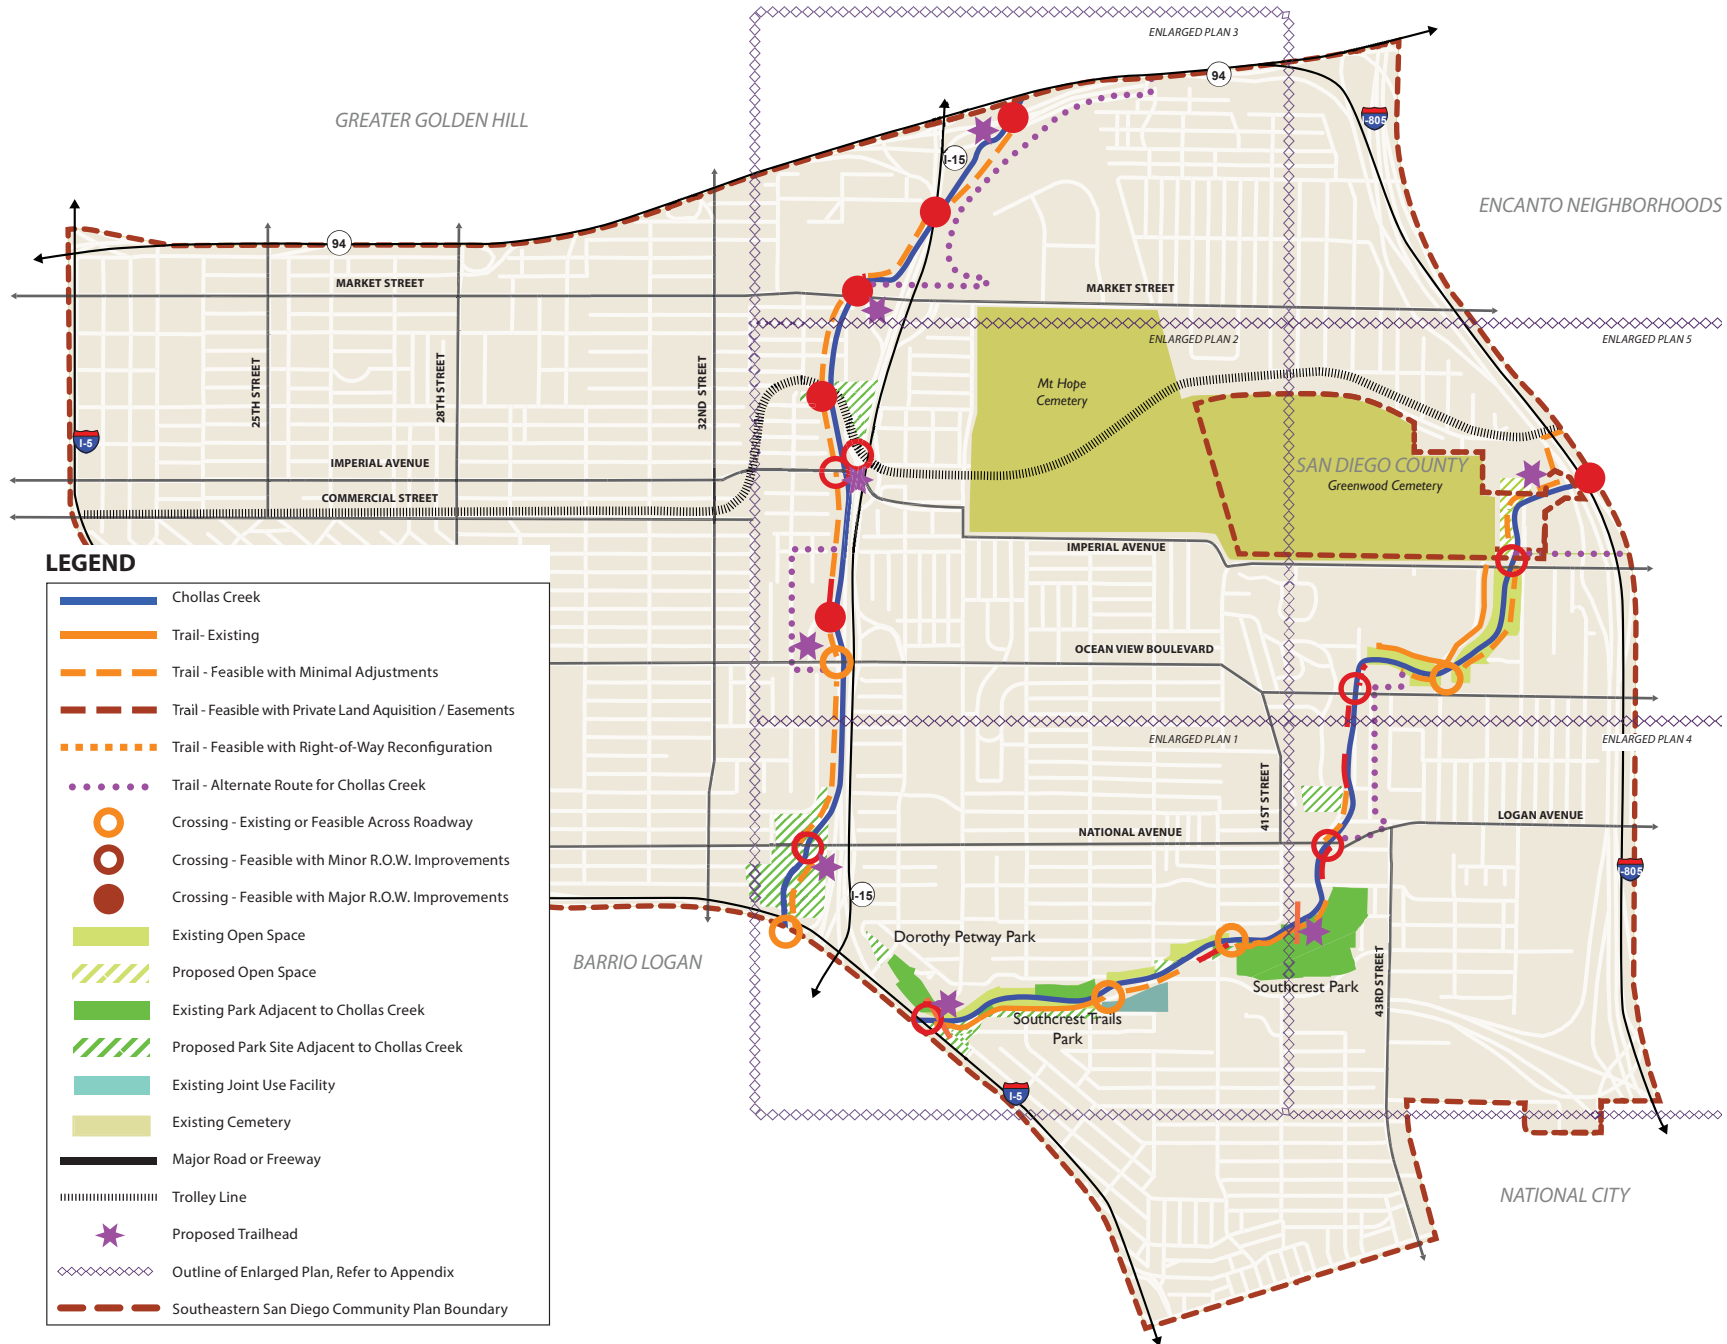 ENLARGED PLAN 3
94
GREATER GOLDEN HILL
I-805
I-15
ENCANTO NEIGHBORHOODS
94
MARKET STREET
MARKET STREET
ENLARGED PLAN 2
ENLARGED PLAN 5
25TH STREET
28TH STREET
32ND STREET
Mt Hope
Cemetery
I-5
IMPERIAL AVENUE
SAN DIEGO COUNTY
Greenwood Cemetery
COMMERCIAL STREET
IMPERIAL AVENUE
OCEAN VIEW BOULEVARD
ENLARGED PLAN 1
ENLARGED PLAN 4
41ST STREET
NATIONAL AVENUE
LOGAN AVENUE
I-805
I-15
Dorothy Petway Park
BARRIO LOGAN
Southcrest Park
43RD STREET
Southcrest Trails
Park
I-5
NATIONAL CITY
LEGEND
Chollas Creek
Trail- Existing
Trail - Feasible with Minimal Adjustments
Trail - Feasible with Private Land Aquisition / Easements
Trail - Feasible with Right-of-Way Reconfiguration
Trail - Alternate Route for Chollas Creek
Crossing - Existing or Feasible Across Roadway
Crossing - Feasible with Minor R.O.W. Improvements
Crossing - Feasible with Major R.O.W. Improvements
Existing Open Space
Proposed Open Space
Existing Park Adjacent to Chollas Creek
Proposed Park Site Adjacent to Chollas Creek
Existing Joint Use Facility
Existing Cemetery
Major Road or Freeway
Trolley Line
Proposed Trailhead
Outline of Enlarged Plan, Refer to Appendix
Southeastern San Diego Community Plan Boundary